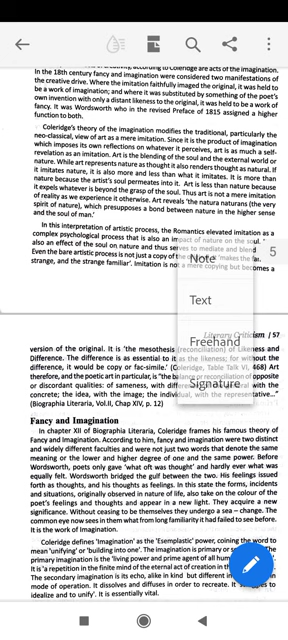 In the 18th century fancy and imagination were considered two manifestations of
the creative drive. Where the imitation faithfully imaged the original, it was held to
be a work of imagination; and where it was substituted by something of the poet's
own invention with only a distant likeness to the original, it was held to be a work of
fancy. It was Wordsworth who in the revised Preface of 1815 assigned a higher
function to both.
Coleridge's theory of the imagination modifies the traditional, particularly the
neo-classical, view of art as a mere imitation. Since it is the product of imagination
which imposes its own reflections on whatever it perceives, art is as much a self-
revelation as an imitation. Art is the blending of the soul and the external world or
nature. While art represents nature as thought it also renders thought as natural. If
it imitates nature, it is also more and less than what it imitates. It is more than
nature because the artist's soul permeates into it. Art is less than nature because
it expels whatever is beyond the grasp of the soul. Thus art is not a mere imitation
of reality as we experience it otherwise. Art reveals 'the natura naturans (the very
spirit of nature), which presupposes a bond between nature in the higher sense
and the soul of man.'
In this interpretation of artistic process, the Romantics elevated imitation as a
complex psychological process that is also an impact of nature on the soul.
also an effect of the soul on nature and thus serves to mediate and blend
Even the bare artistic process is not just a copy of the
strange, and the strange familiar'. Imitation is not a mere copying but becomes a
5
Note
Text
Freehand
Signature
Literary Criticism / 57
version of the original. It is 'the mesothesis (reconciliation) of Likeness and
Difference. The difference is as essential to it as the likeness; for without the
difference, it would be copy or fac-simile.' (Coleridge, Table Talk VI, 468) Art
therefore, and the poetic art in particular, is "the balance or reconciliation of opposite
or discordant qualities: of sameness, with difference; of the general with the
concrete; the idea, with the image; the individual, with the representative..."
(Biographia Literaria, Vol.II, Chap XIV, p. 12)
Fancy and Imagination
In chapter XII of Biographia Literaria, Coleridge frames his famous theory of
Fancy and Imagination. According to him, fancy and imagination were two distinct
and widely different faculties and were not just two words that denote the same
meaning or the lower and higher degree of one and the same power. Before
Wordsworth, poets only gave 'what oft was thought' and hardly ever what was
equally felt. Wordsworth bridged the gulf between the two. His feelings issued
forth as thoughts, and his thoughts as feelings. In this state the forms, incidents
and situations, originally observed in nature of life, also take on the colour of the
poet's feelings and thoughts and appear in a new light. They acquire a new
significance. Without ceasing to be themselves they undergo a sea – change. The
common eye now sees in them what from long familiarity it had failed to see before.
It is the work of Imagination.
Coleridge defines 'Imagination' as the 'Esemplastic' power, coining the word to
mean 'unifying' or 'building into one'. The imagination is primary or
primary imagination is the 'living power and prime agent of all
It is 'a repetition in the finite mind of the eternal act of creation in
The secondary imagination is its echo, alike in kind but different in
mode of operation. It dissolves and diffuses in order to recreate. It
idealize and to unify'. It is essentially vital.